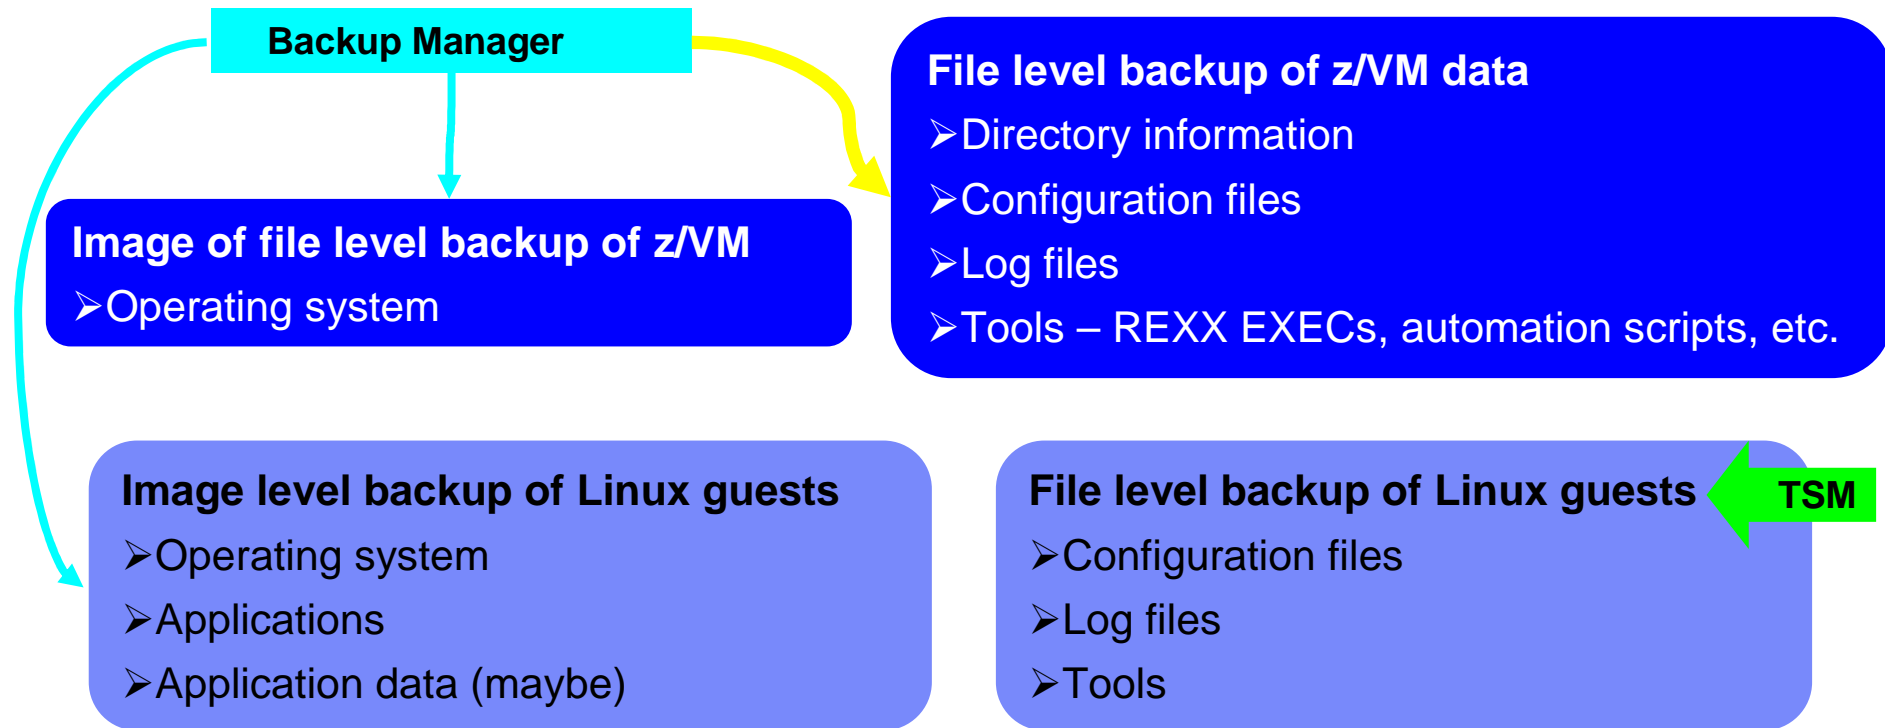 Backup Manager
File level backup of z/VM data
➢Directory information
➢Configuration files
➢Log files
➢Tools – REXX EXECs, automation scripts, etc.
Image of file level backup of z/VM
➢Operating system
Image level backup of Linux guests
➢Operating system
➢Applications
➢Application data (maybe)
File level backup of Linux guests
➢Configuration files
➢Log files
➢Tools
TSM